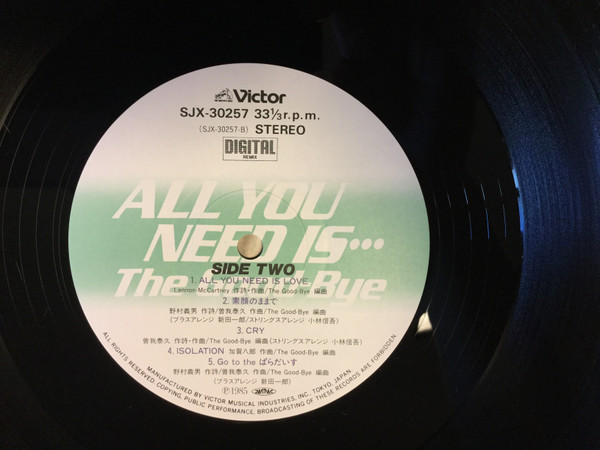 Victor
SJX-30257 33⅓r.p.m.
(SJX-30257-B) STEREO
DIGITAL
REMIX
ALL YOU
NEED IS…
The Good-Bye
SIDE TWO
1. ALL YOU NEED IS LOVE
(Lennon-McCartney 作詩・作曲/The Good-Bye 編曲
2. 素顔のままで
野村義男 作詩/曽我泰久 作曲/The Good-Bye 編曲
(ブラスアレンジ 新田一郎/ストリングスアレンジ 小林信吾)
3. CRY
曽我泰久 作詩・作曲/The Good-Bye 編曲(ストリングスアレンジ 小林信吾)
4. ISOLATION 加賀八郎 作曲/The Good-Bye 編曲
5. Go to the ぱらだいす
野村義男 作詩/曽我泰久 作曲/The Good-Bye 編曲
(ブラスアレンジ 新田一郎)
Ⓟ1985
MANUFACTURED BY VICTOR MUSICAL INDUSTRIES, INC., TOKYO, JAPAN
ALL RIGHTS RESERVED. COPYING, PUBLIC PERFORMANCE, BROADCASTING OF THESE RECORDS ARE FORBIDDEN